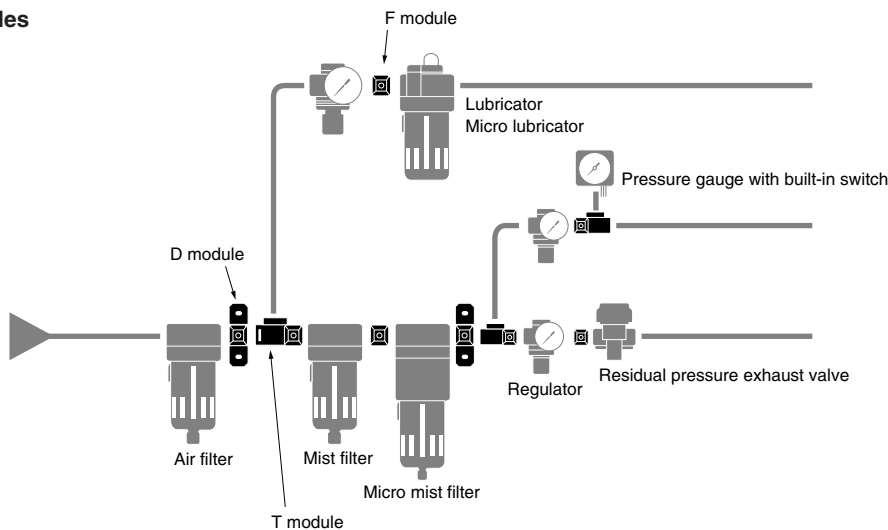 F module
Lubricator
Micro lubricator
Pressure gauge with built-in switch
D module
Regulator
Residual pressure exhaust valve
Air filter
Mist filter
Micro mist filter
T module